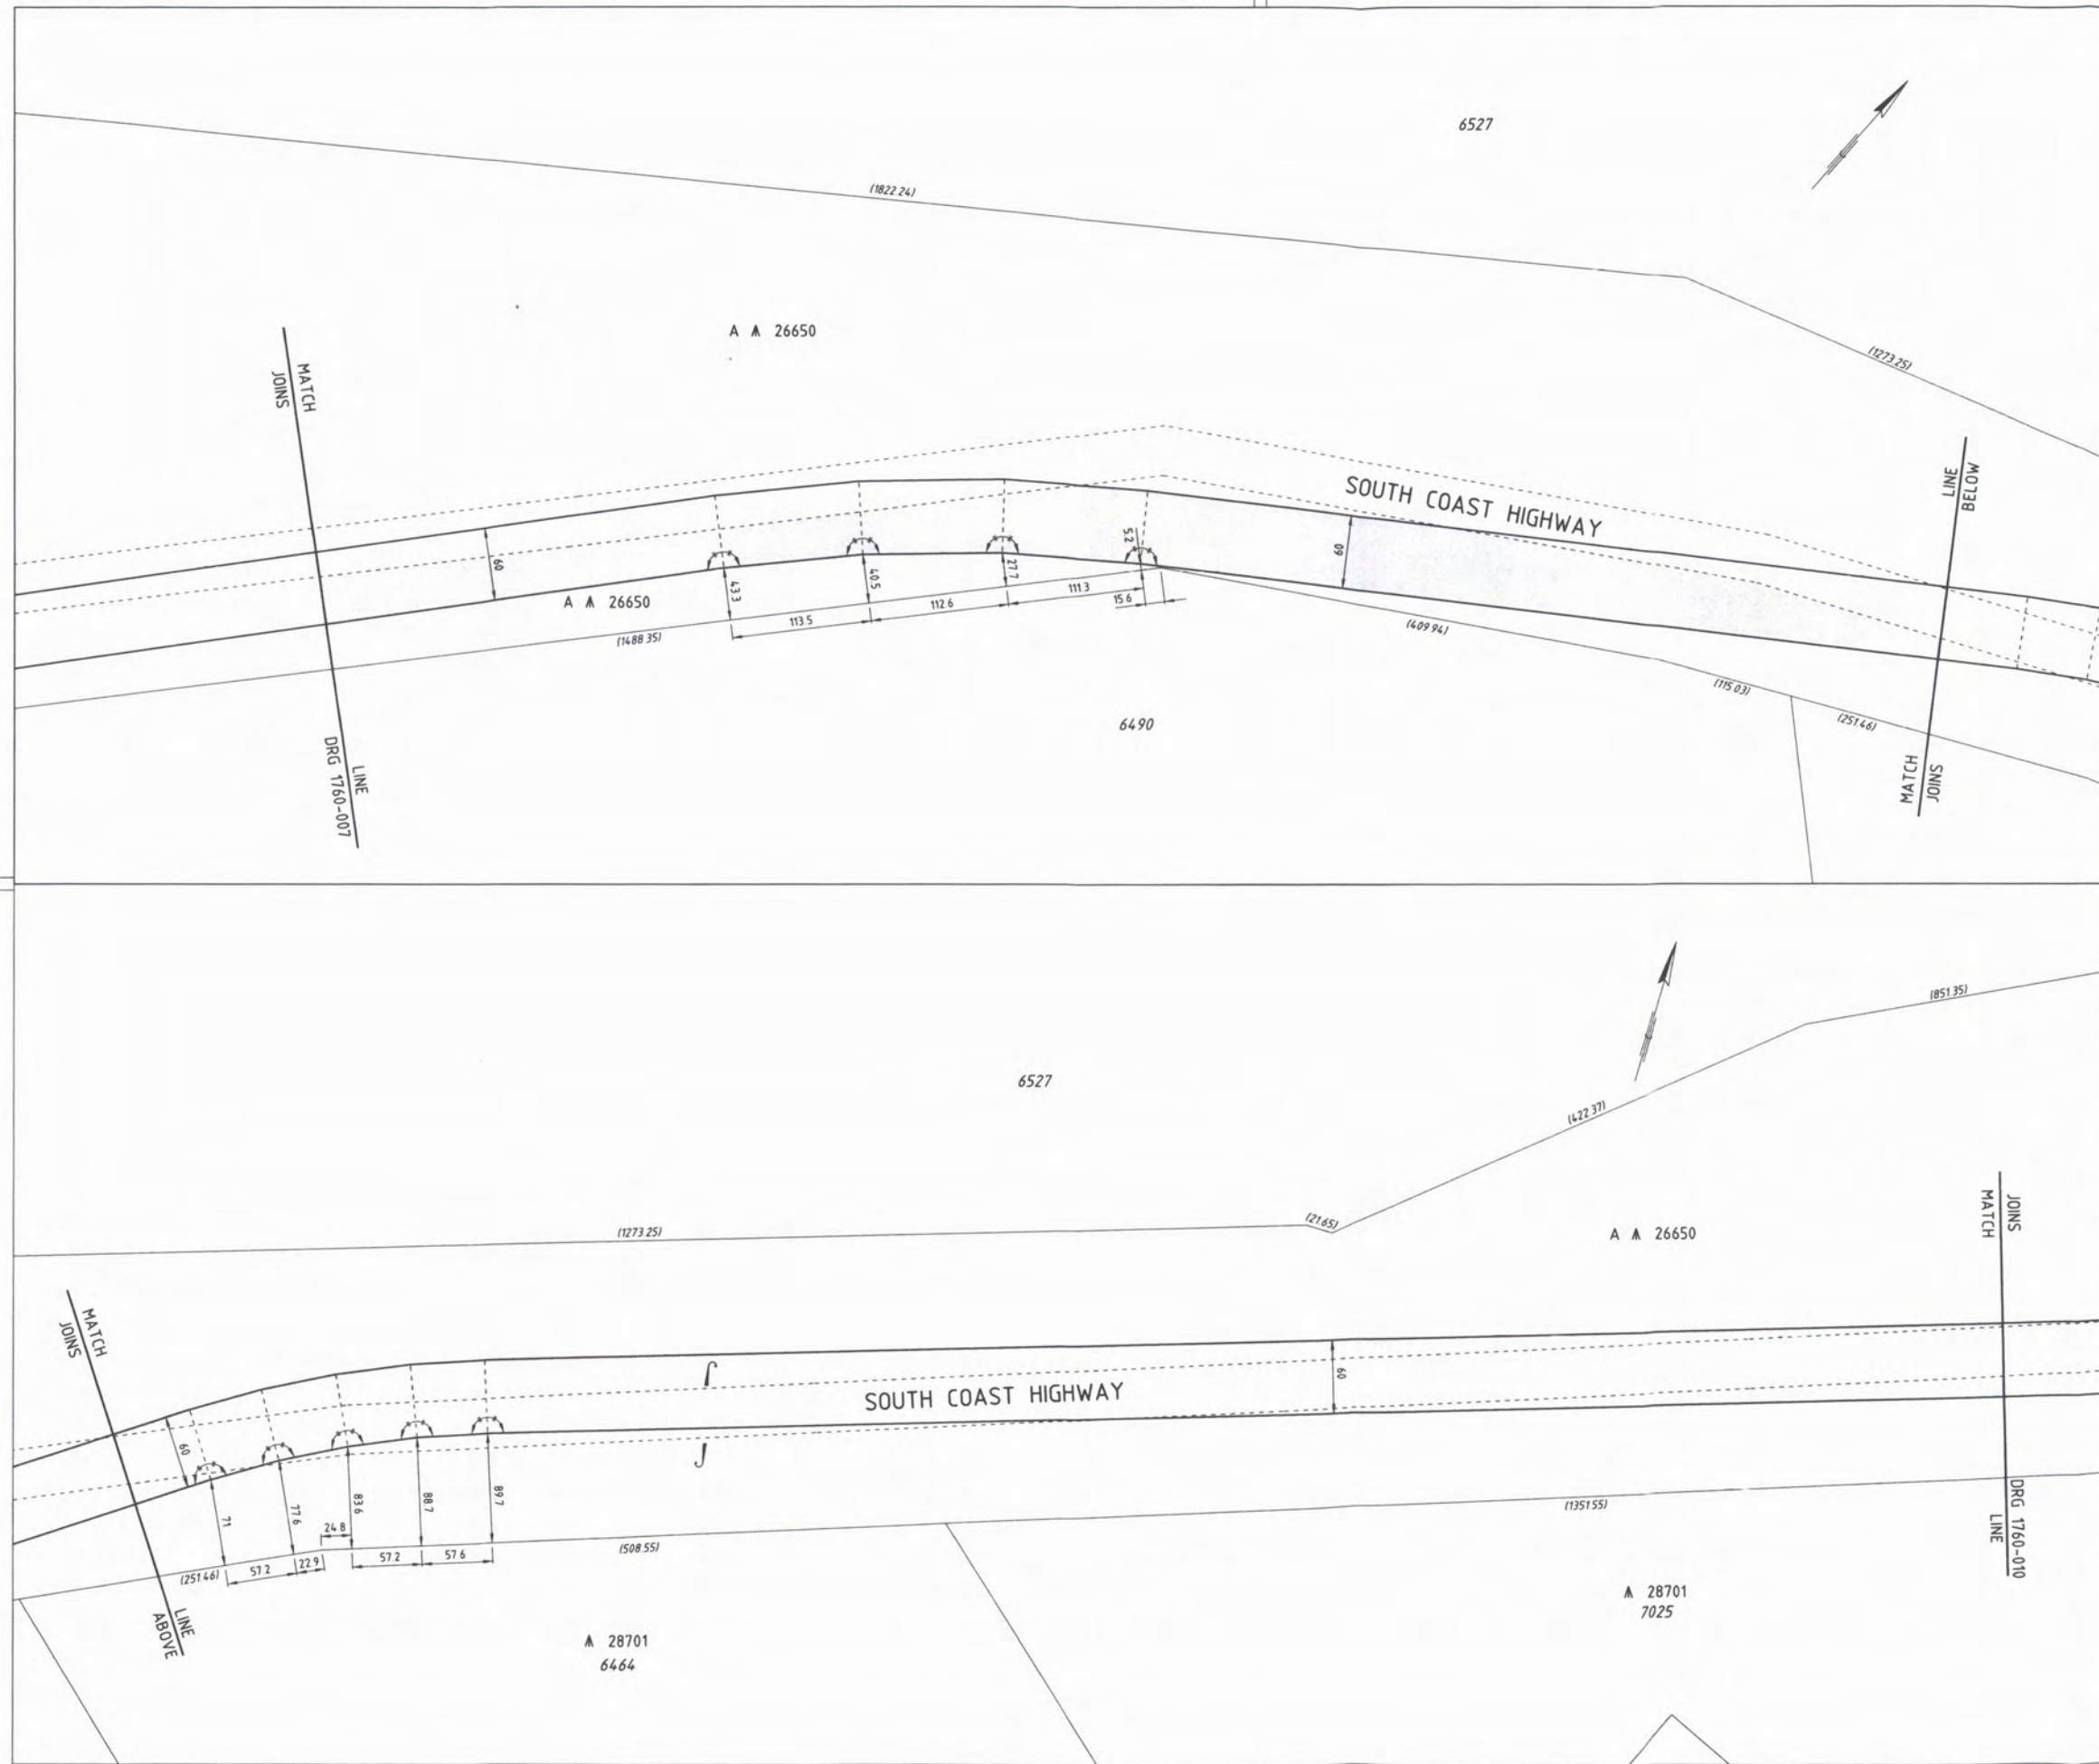 6527
(1822.24)
(1273.25)
A A 26650
MATCH
JOINS
LINE
BELOW
SOUTH COAST HIGHWAY
60
60
5.2
43.3
40.5
27.7
A A 26650
(1488.35)
113.5
112.6
111.3
15.6
(409.94)
(115.03)
(251.46)
6490
LINE
DRG 1760-007
MATCH
JOINS
(851.35)
6527
(422.37)
(1273.25)
(21.65)
A A 26650
JOINS
MATCH
MATCH
JOINS
SOUTH COAST HIGHWAY
60
60
71
77.6
83.6
88.7
89.7
24.8
57.2
22.9
57.2
57.6
(251.46)
(508.55)
(1351.55)
DRG 1760-010
LINE
LINE
ABOVE
A 28701
6464
A 28701
7025